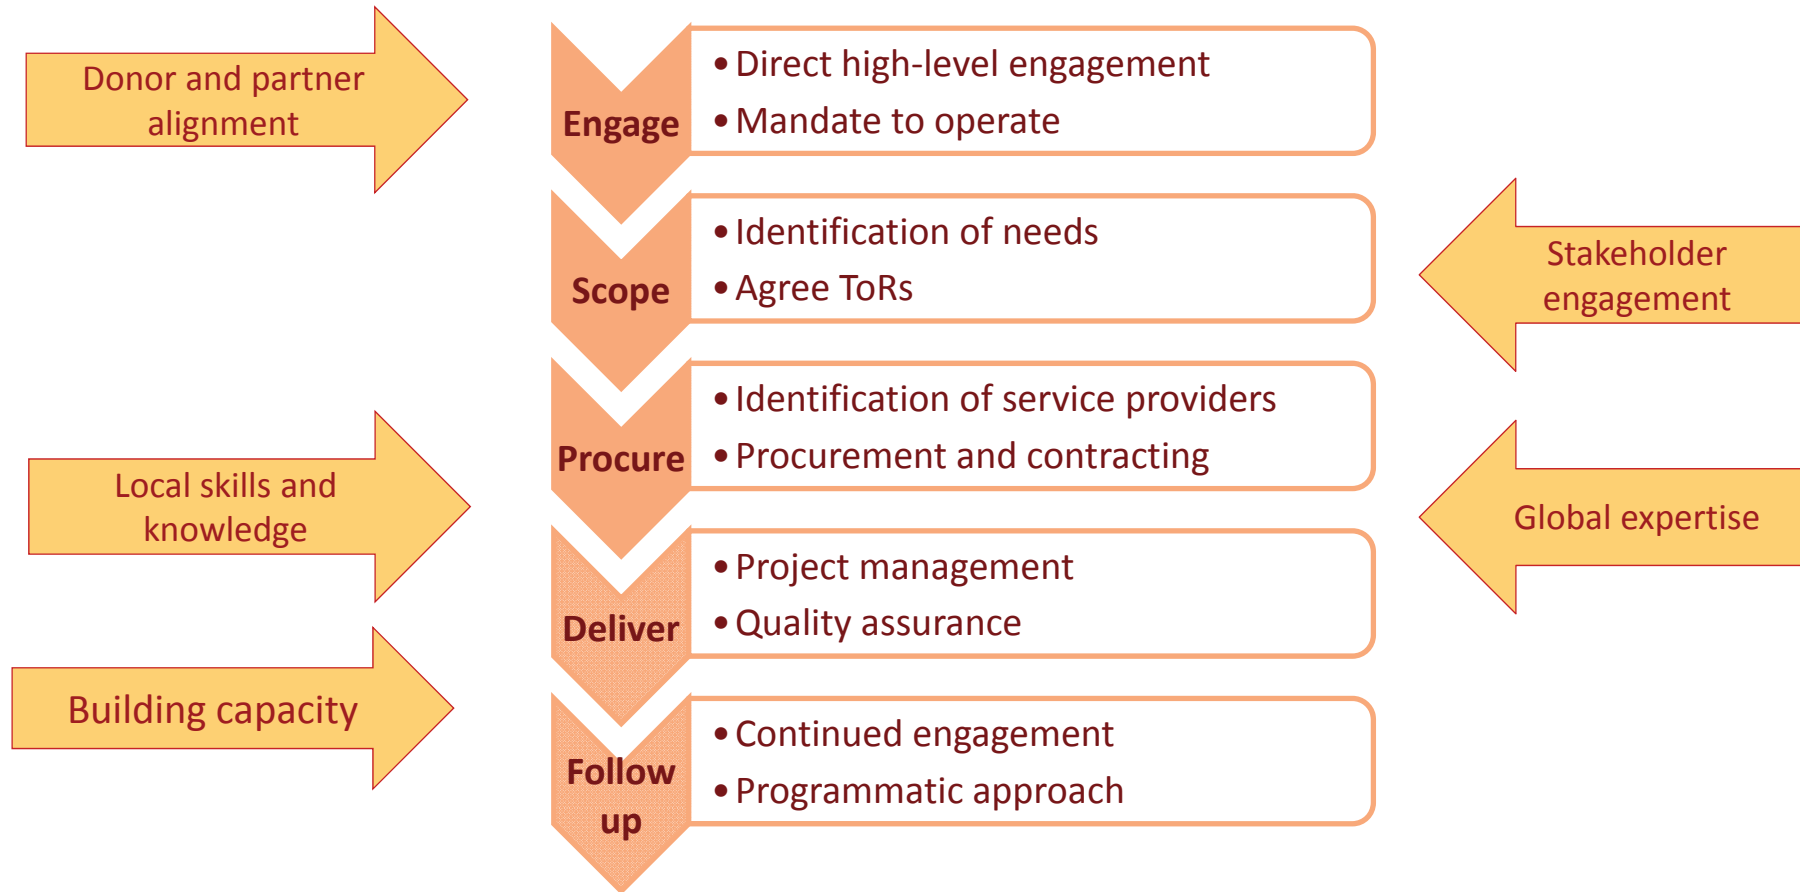 Donor and partner
alignment
Engage
• Direct high-level engagement
• Mandate to operate
Scope
• Identification of needs
• Agree ToRs
Stakeholder
engagement
Procure
• Identification of service providers
• Procurement and contracting
Local skills and
knowledge
Global expertise
Deliver
• Project management
• Quality assurance
Building capacity
Follow
up
• Continued engagement
• Programmatic approach